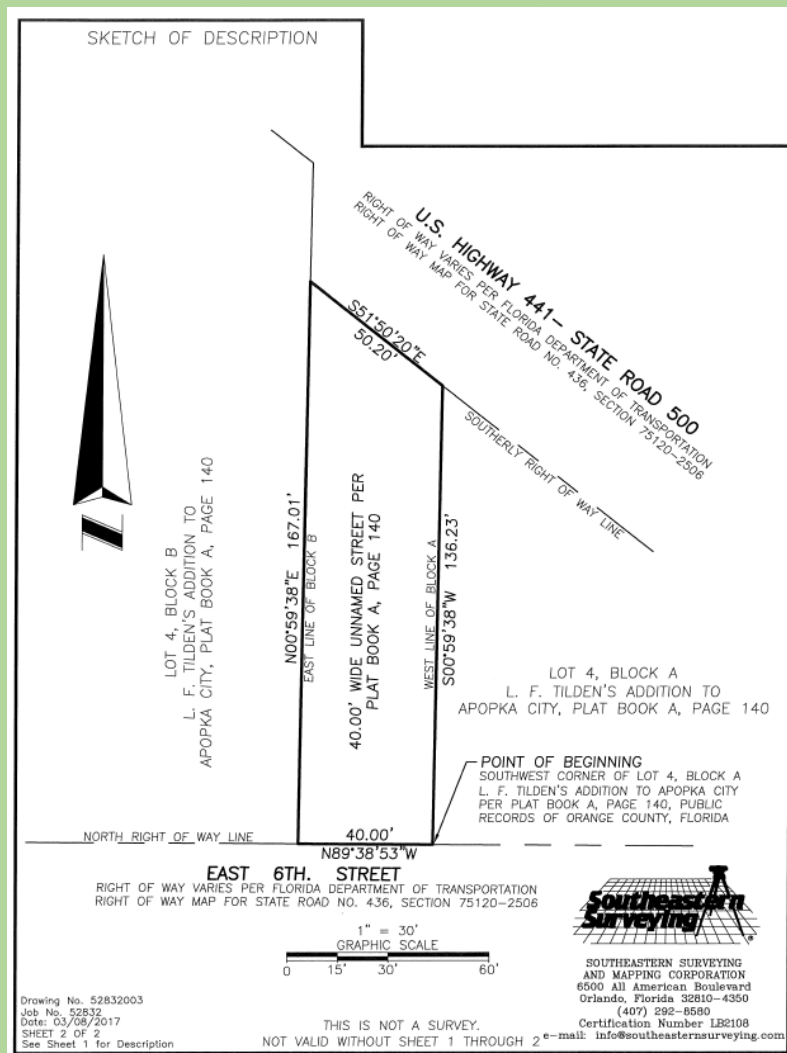 SKETCH OF DESCRIPTION
U.S. HIGHWAY 441– STATE ROAD 500
RIGHT OF WAY VARIES PER FLORIDA DEPARTMENT OF TRANSPORTATION
RIGHT OF WAY MAP FOR STATE ROAD NO. 436, SECTION 75120–2506
S51°50'20"E
50.20'
SOUTHERLY RIGHT OF WAY LINE
LOT 4, BLOCK B
L. F. TILDEN'S ADDITION TO
APOPKA CITY, PLAT BOOK A, PAGE 140
N00°59'38"E 167.01'
EAST LINE OF BLOCK B
40.00' WIDE UNNAMED STREET PER
PLAT BOOK A, PAGE 140
WEST LINE OF BLOCK A
S00°59'38"W 136.23'
LOT 4, BLOCK A
L. F. TILDEN'S ADDITION TO
APOPKA CITY, PLAT BOOK A, PAGE 140
POINT OF BEGINNING
SOUTHWEST CORNER OF LOT 4, BLOCK A
L. F. TILDEN'S ADDITION TO APOPKA CITY
PER PLAT BOOK A, PAGE 140, PUBLIC
RECORDS OF ORANGE COUNTY, FLORIDA
NORTH RIGHT OF WAY LINE
40.00'
N89°38'53"W
EAST 6TH. STREET
RIGHT OF WAY VARIES PER FLORIDA DEPARTMENT OF TRANSPORTATION
RIGHT OF WAY MAP FOR STATE ROAD NO. 436, SECTION 75120–2506
1" = 30'
GRAPHIC SCALE
0 15' 30' 60'
Southeastern
Surveying
®
SOUTHEASTERN SURVEYING
AND MAPPING CORPORATION
6500 All American Boulevard
Orlando, Florida 32810–4350
(407) 292–8580
Certification Number LB2108
e–mail: info@southeasternsurveying.com
Drawing No. 52832003
Job No. 52832
Date: 03/08/2017
SHEET 2 OF 2
See Sheet 1 for Description
THIS IS NOT A SURVEY.
NOT VALID WITHOUT SHEET 1 THROUGH 2